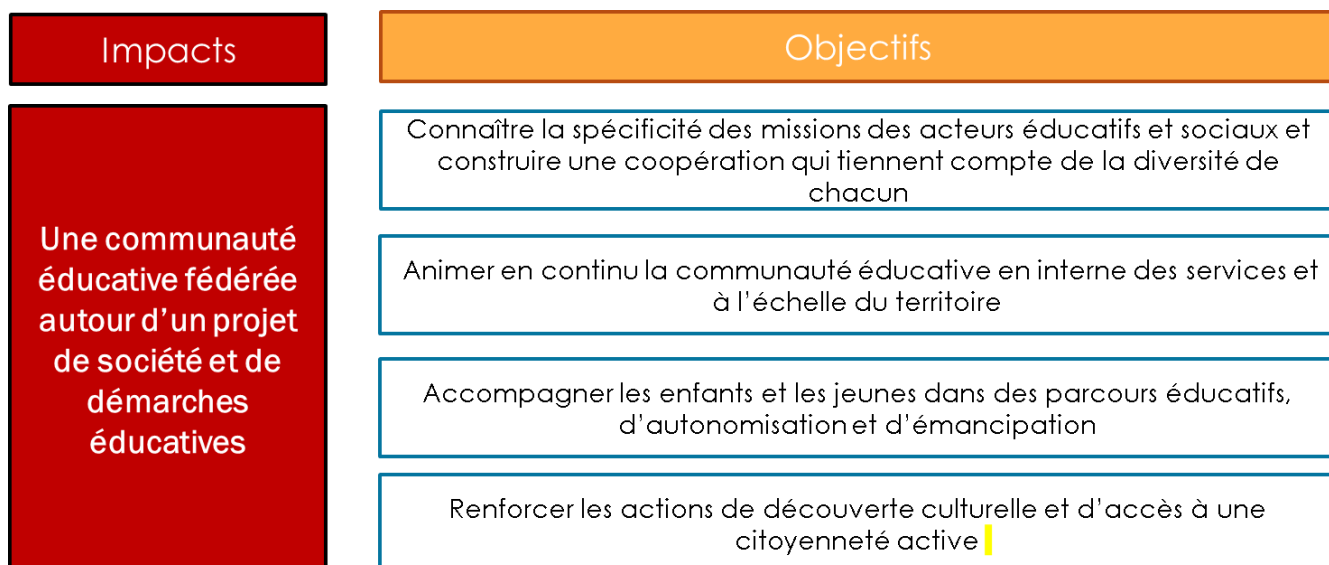 Impacts
Objectifs
Une communauté
éducative fédérée
autour d'un projet
de société et de
démarches
éducatives
Connaître la spécificité des missions des acteurs éducatifs et sociaux et
construire une coopération qui tiennent compte de la diversité de
chacun
Animer en continu la communauté éducative en interne des services et
à l'échelle du territoire
Accompagner les enfants et les jeunes dans des parcours éducatifs,
d'autonomisation et d'émancipation
Renforcer les actions de découverte culturelle et d'accès à une
citoyenneté active